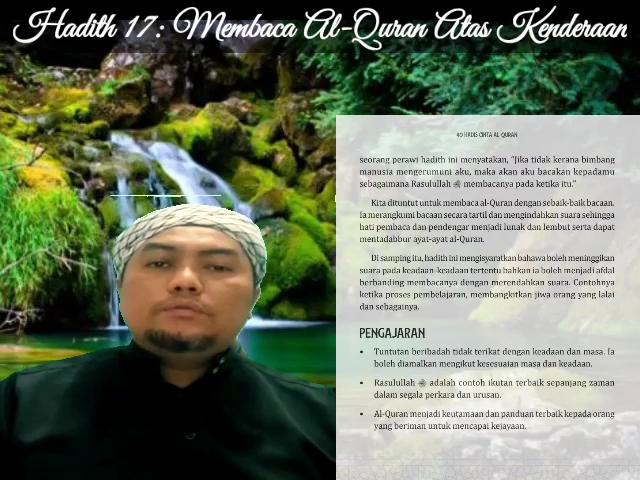 Hadith 17: Membaca Al-Quran Atas Kenderaan
40 HADIS CINTA AL-QURAN
seorang perawi hadith ini menyatakan, "Jika tidak kerana bimbang
manusia mengerumuni aku, maka akan aku bacakan kepadamu
sebagaimana Rasulullah ﷺ membacanya pada ketika itu."
Kita dituntut untuk membaca al-Quran dengan sebaik-baik bacaan.
Ia merangkumi bacaan secara tartil dan mengindahkan suara sehingga
hati pembaca dan pendengar menjadi lunak dan lembut serta dapat
mentadabbur ayat-ayat al-Quran.
Di samping itu, hadith ini mengisyaratkan bahawa boleh meninggikan
suara pada keadaan-keadaan tertentu bahkan ia boleh menjadi afdal
berbanding membacanya dengan merendahkan suara. Contohnya
ketika proses pembelajaran, membangkitkan jiwa orang yang lalai
dan sebagainya.
PENGAJARAN
• Tuntutan beribadah tidak terikat dengan keadaan dan masa. Ia
boleh diamalkan mengikut kesesuaian masa dan keadaan.
• Rasulullah ﷺ adalah contoh ikutan terbaik sepanjang zaman
dalam segala perkara dan urusan.
• Al-Quran menjadi keutamaan dan panduan terbaik kepada orang
yang beriman untuk mencapai kejayaan.